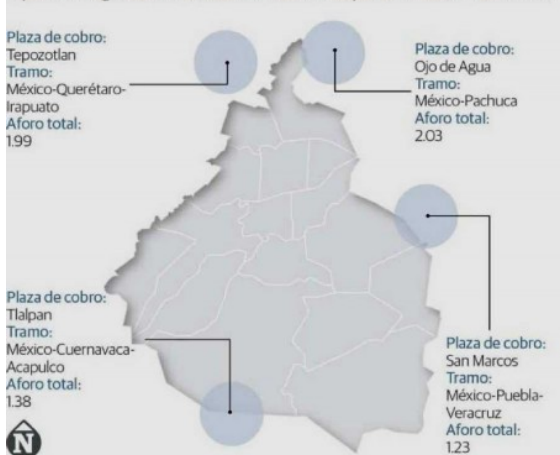 Plaza de cobro:
Tepozotlan
Tramo:
México-Querétaro-
Irapuato
Aforo total:
1.99
Plaza de cobro:
Ojo de Agua
Tramo:
México-Pachuca
Aforo total:
2.03
Plaza de cobro:
Tlalpan
Tramo:
México-Cuernavaca-
Acapulco
Aforo total:
1.38
Plaza de cobro:
San Marcos
Tramo:
México-Puebla-
Veracruz
Aforo total:
1.23
N